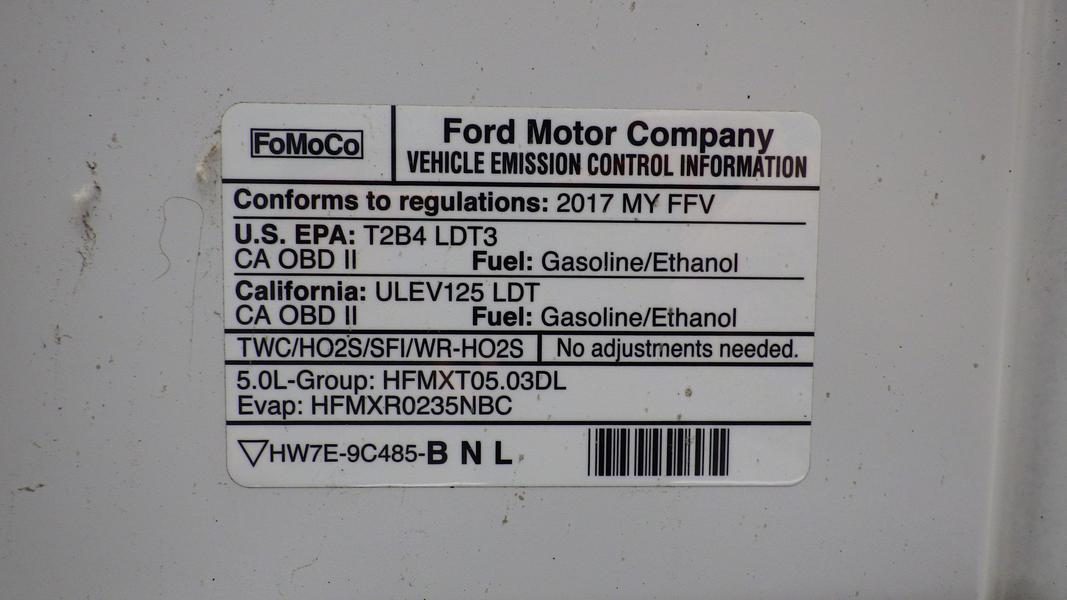 FoMoCo
Ford Motor Company
VEHICLE EMISSION CONTROL INFORMATION
Conforms to regulations: 2017 MY FFV
U.S. EPA: T2B4 LDT3
CA OBD II Fuel: Gasoline/Ethanol
California: ULEV125 LDT
CA OBD II Fuel: Gasoline/Ethanol
TWC/HO2S/SFI/WR-HO2S No adjustments needed.
5.0L-Group: HFMXT05.03DL
Evap: HFMXR0235NBC
HW7E-9C485-B N L